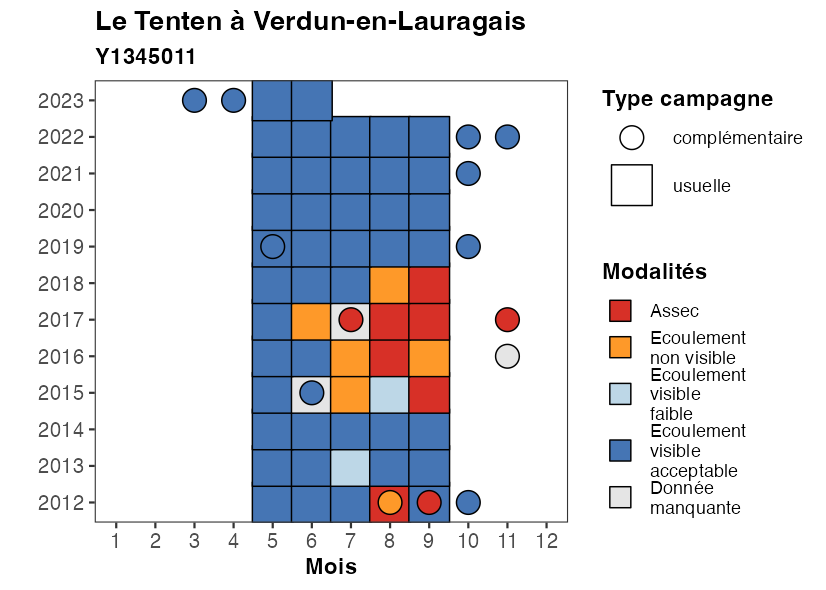 Le Tenten à Verdun-en-Lauragais
Y1345011
2023
2022
2021
2020
2019
2018
2017
2016
2015
2014
2013
2012
1 2 3 4 5 6 7 8 9 10 11 12
Mois
Type campagne
complémentaire
usuelle
Modalités
Assec
Ecoulement
non visible
Ecoulement
visible
faible
Ecoulement
visible
acceptable
Donnée
manquante